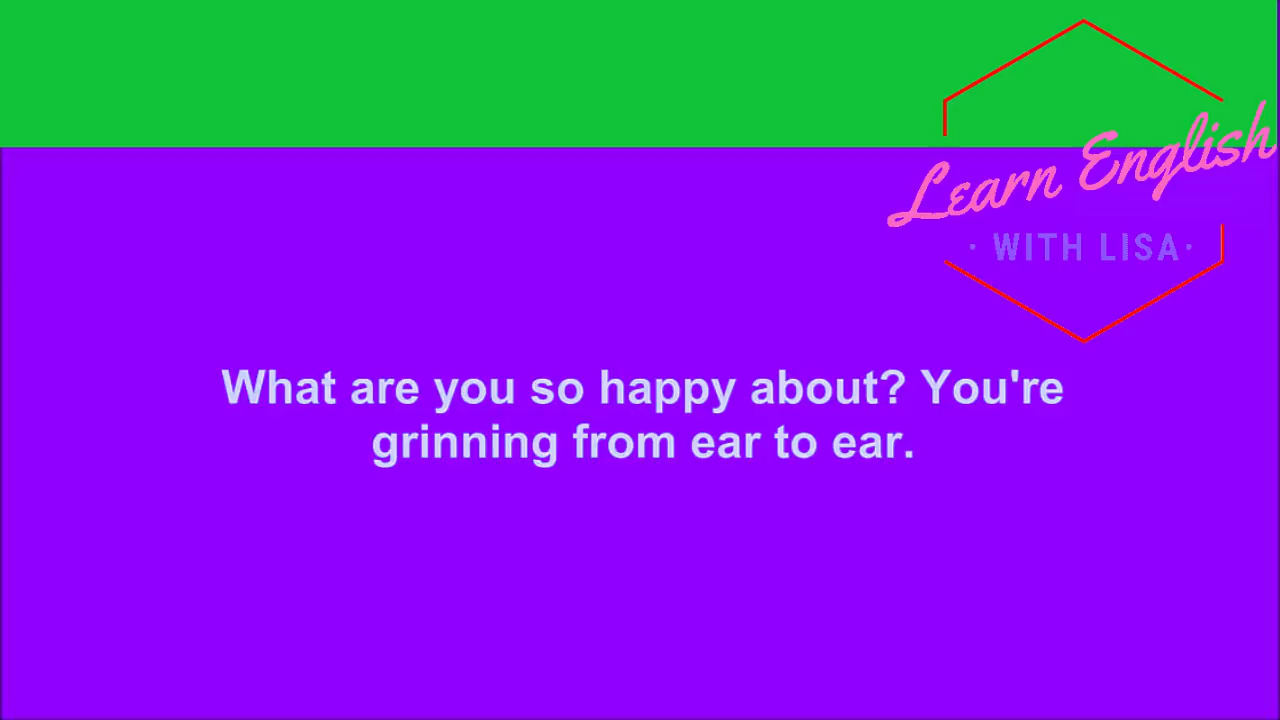 Learn English
· WITH LISA·
What are you so happy about? You're
grinning from ear to ear.